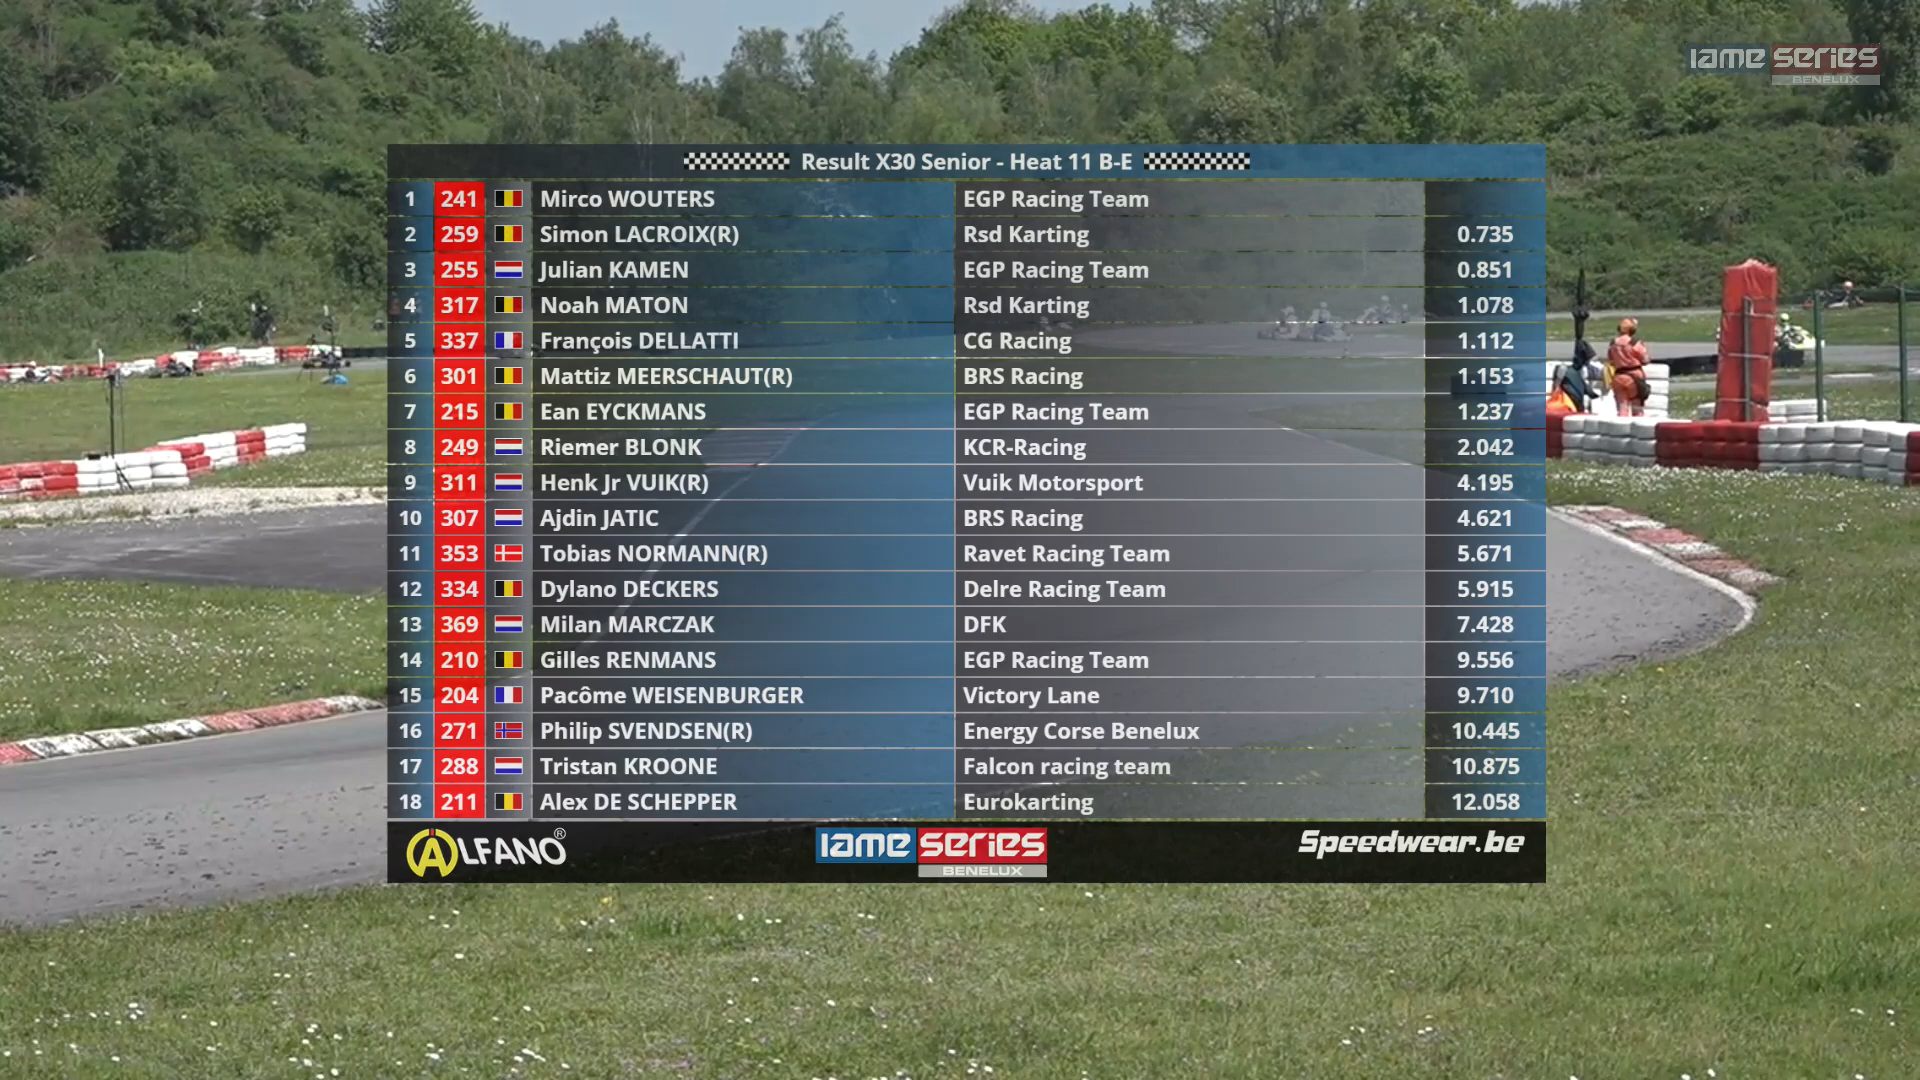 IAME SERIES
BENELUX
Result X30 Senior - Heat 11 B-E
1 241 Mirco WOUTERS EGP Racing Team
2 259 Simon LACROIX(R) Rsd Karting 0.735
3 255 Julian KAMEN EGP Racing Team 0.851
4 317 Noah MATON Rsd Karting 1.078
5 337 François DELLATTI CG Racing 1.112
6 301 Mattiz MEERSCHAUT(R) BRS Racing 1.153
7 215 Ean EYCKMANS EGP Racing Team 1.237
8 249 Riemer BLONK KCR-Racing 2.042
9 311 Henk Jr VUIK(R) Vuik Motorsport 4.195
10 307 Ajdin JATIC BRS Racing 4.621
11 353 Tobias NORMANN(R) Ravet Racing Team 5.671
12 334 Dylano DECKERS Delre Racing Team 5.915
13 369 Milan MARCZAK DFK 7.428
14 210 Gilles RENMANS EGP Racing Team 9.556
15 204 Pacôme WEISENBURGER Victory Lane 9.710
16 271 Philip SVENDSEN(R) Energy Corse Benelux 10.445
17 288 Tristan KROONE Falcon racing team 10.875
18 211 Alex DE SCHEPPER Eurokarting 12.058
ALFANO® IAME SERIES Speedwear.be
BENELUX